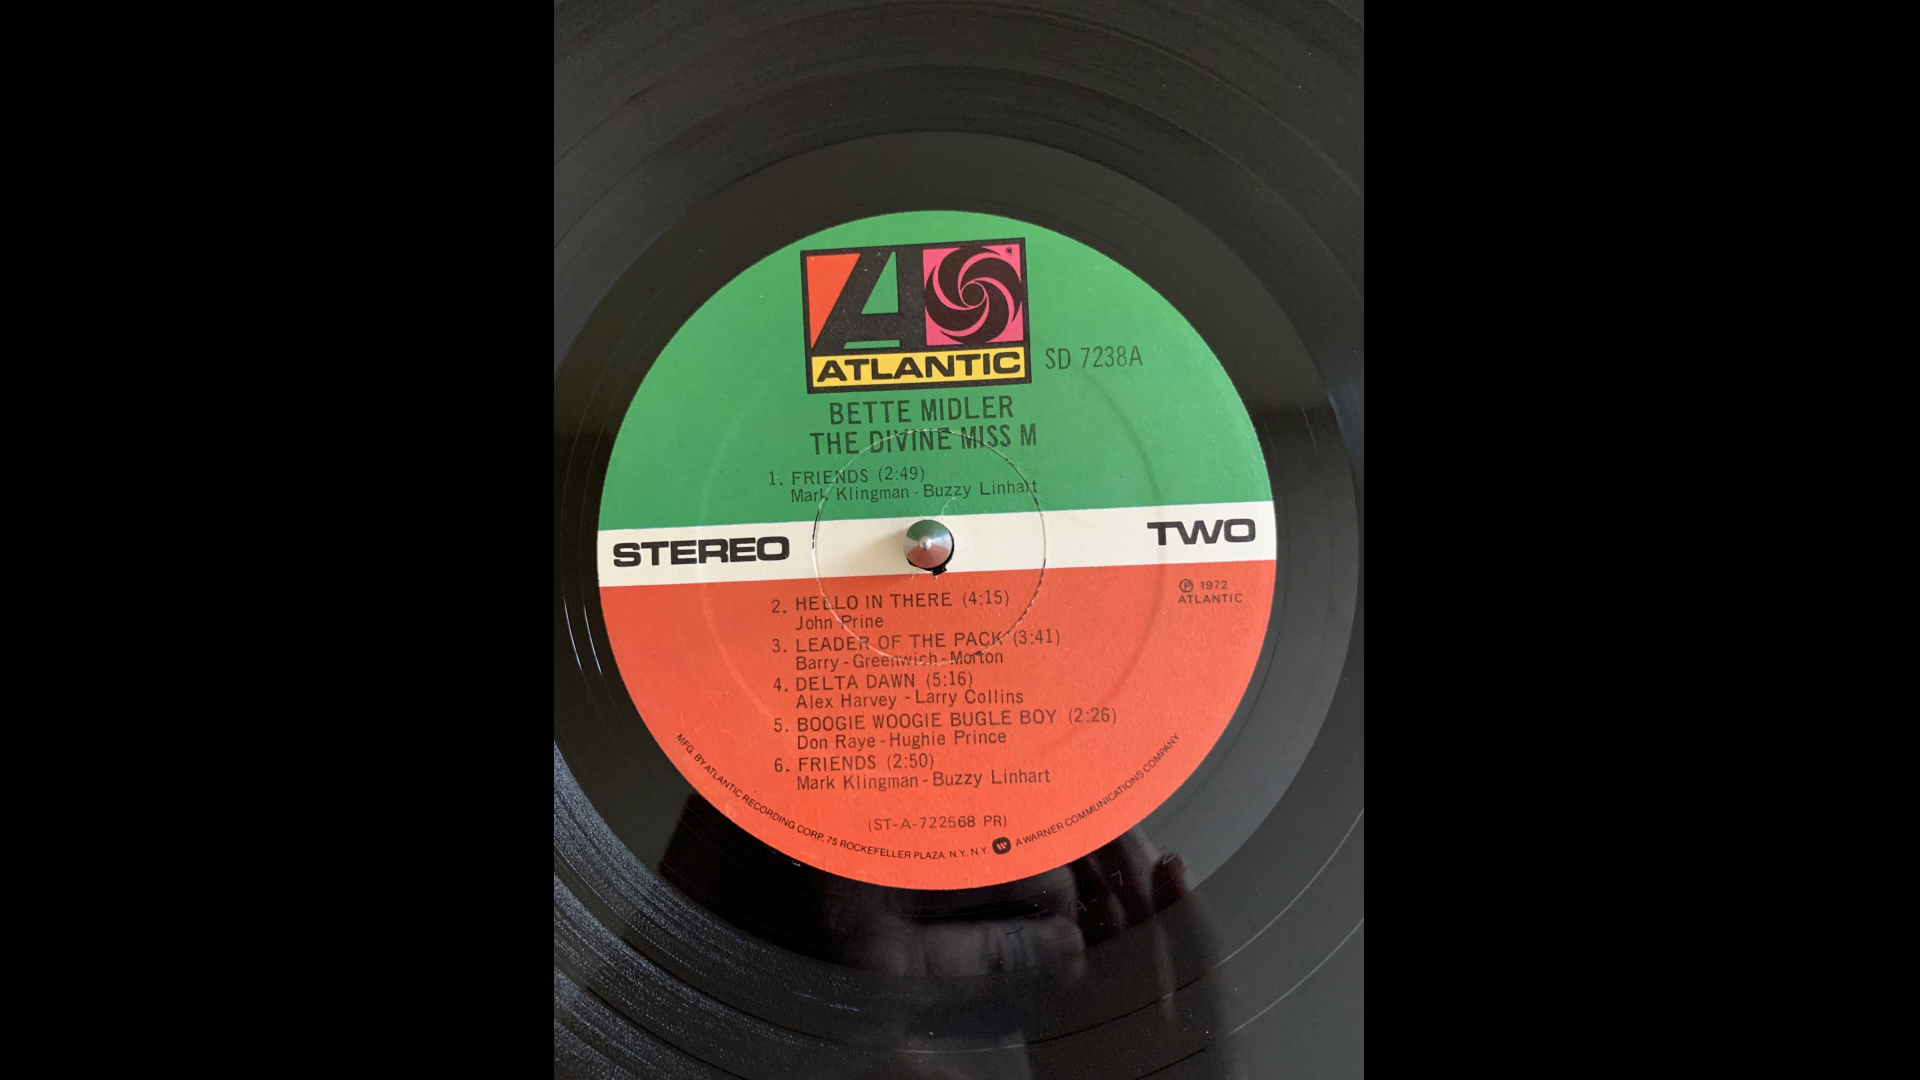 ATLANTIC
SD 7238A
BETTE MIDLER
THE DIVINE MISS M
1. FRIENDS (2:49)
Mark Klingman - Buzzy Linhart
STEREO
TWO
℗ 1972
ATLANTIC
2. HELLO IN THERE (4:15)
John Prine
3. LEADER OF THE PACK (3:41)
Barry - Greenwich - Morton
4. DELTA DAWN (5:16)
Alex Harvey - Larry Collins
5. BOOGIE WOOGIE BUGLE BOY (2:26)
Don Raye - Hughie Prince
6. FRIENDS (2:50)
Mark Klingman - Buzzy Linhart
(ST-A-722568 PR)
MFG. BY ATLANTIC RECORDING CORP., 75 ROCKEFELLER PLAZA, N.Y., N.Y. A WARNER COMMUNICATIONS COMPANY